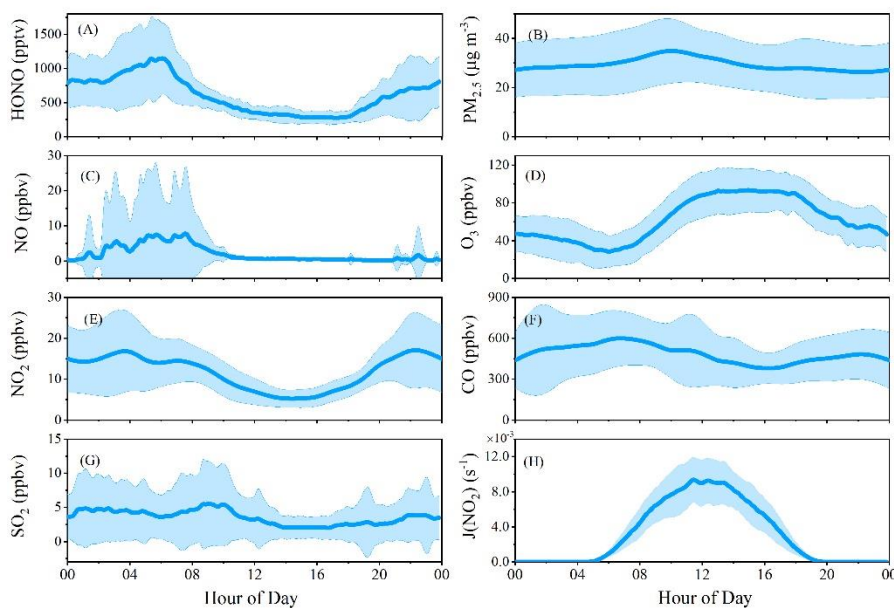 (A)
HONO (pptv)
1500
1000
500
0
(B)
PM2.5 (µg m-3)
40
20
0
(C)
NO (ppbv)
30
20
10
0
(D)
O3 (ppbv)
120
80
40
0
(E)
NO2 (ppbv)
30
20
10
0
(F)
CO (ppbv)
900
600
300
0
(G)
SO2 (ppbv)
15
10
5
0
00 04 08 12 16 20 00
Hour of Day
×10-3
(H)
J(NO2) (s-1)
12.0
8.0
4.0
0.0
00 04 08 12 16 20 00
Hour of Day